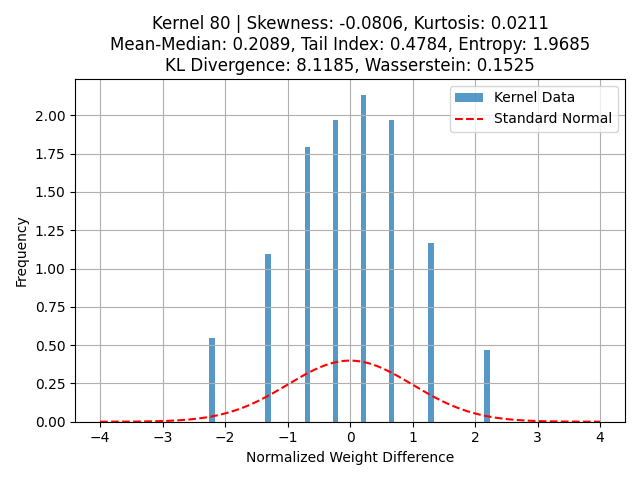 Kernel 80 | Skewness: -0.0806, Kurtosis: 0.0211
Mean-Median: 0.2089, Tail Index: 0.4784, Entropy: 1.9685
KL Divergence: 8.1185, Wasserstein: 0.1525
Kernel Data
Standard Normal
Frequency
2.00
1.75
1.50
1.25
1.00
0.75
0.50
0.25
0.00
−4 −3 −2 −1 0 1 2 3 4
Normalized Weight Difference